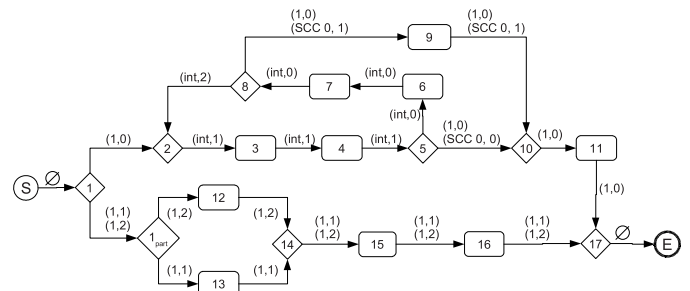 (1,0)
(SCC 0, 1)
9
(1,0)
(SCC 0, 1)
(int,2)
8
(int,0)
7
(int,0)
6
(int,0)
(1,0)
2
(int,1)
3
(int,1)
4
(int,1)
5
(1,0)
(SCC 0, 0)
10
(1,0)
11
(1,0)
S
∅
1
(1,1)
(1,2)
1
part
(1,2)
12
(1,2)
(1,1)
13
(1,1)
14
(1,1)
(1,2)
15
(1,1)
(1,2)
16
(1,1)
(1,2)
17
∅
E